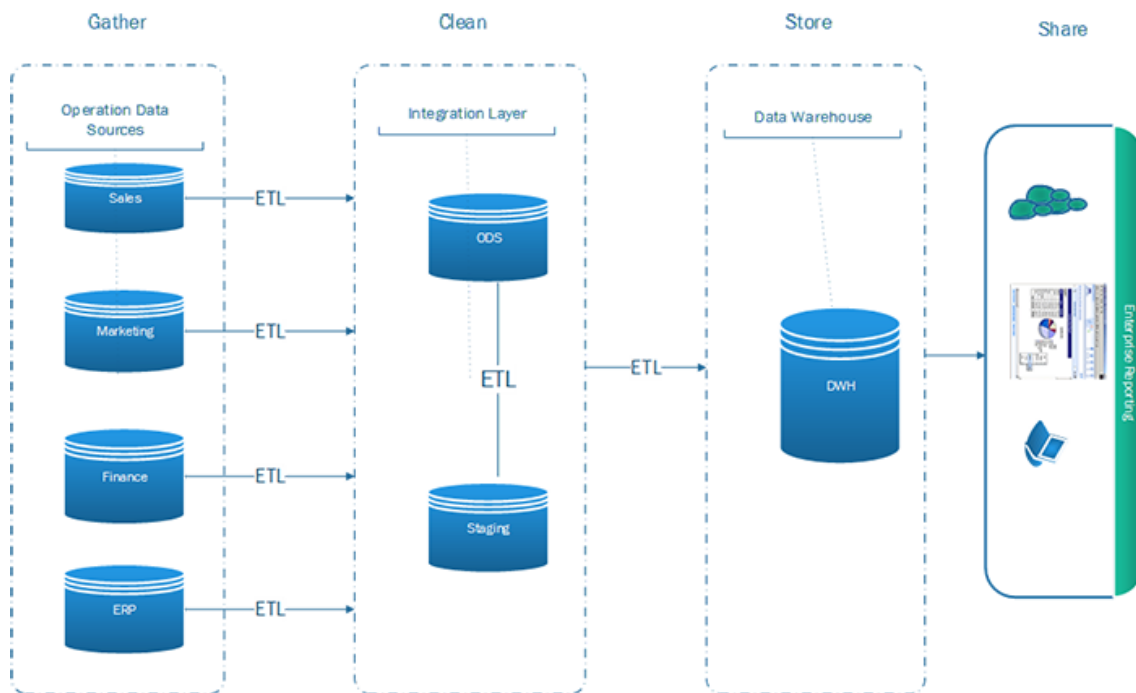 Gather
Clean
Store
Share
Operation Data
Sources
Integration Layer
Data Warehouse
Sales
ETL
ODS
Marketing
ETL
ETL
ETL
DWH
Enterprise Reporting
Finance
ETL
Staging
ERP
ETL